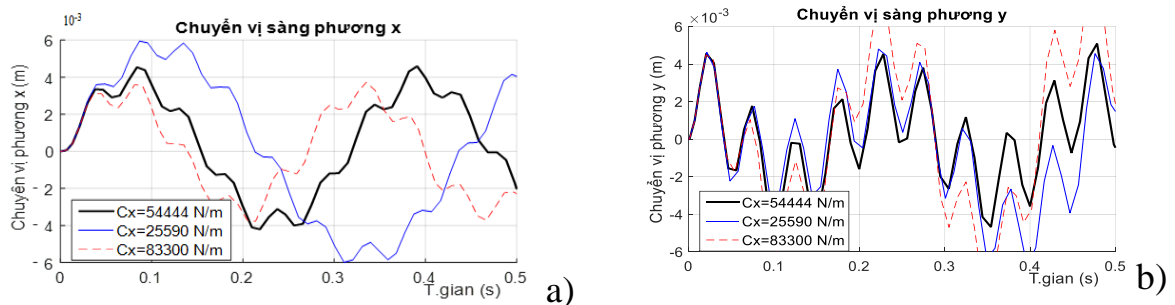 10⁻³
Chuyển vị sàng phương x
Chuyển vị phương x (m)
6
4
2
0
- 2
- 4
- 6
0
0.1
0.2
0.3
0.4
0.5
T.gian (s)
Cx=54444 N/m
Cx=25590 N/m
Cx=83300 N/m
a)
×10⁻³
Chuyển vị sàng phương y
Chuyển vị phương y (m)
6
4
2
0
-2
-4
-6
0
0.1
0.2
0.3
0.4
0.5
T.gian (s)
Cx=54444 N/m
Cx=25590 N/m
Cx=83300 N/m
b)